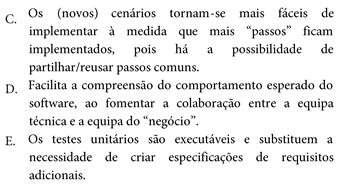 C. Os (novos) cenários tornam-se mais fáceis de
implementar à medida que mais “passos” ficam
implementados, pois há a possibilidade de
partilhar/reusar passos comuns.
D. Facilita a compreensão do comportamento esperado do
software, ao fomentar a colaboração entre a equipa
técnica e a equipa do “negócio”.
E. Os testes unitários são executáveis e substituem a
necessidade de criar especificações de requisitos
adicionais.